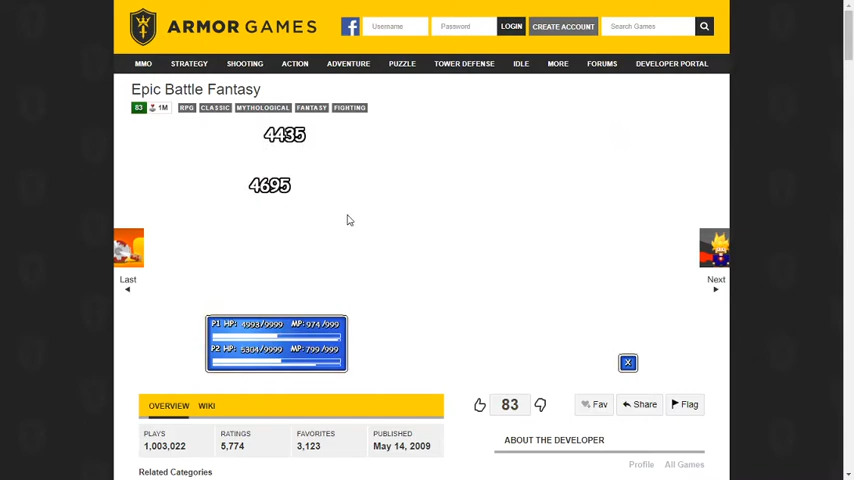 ARMOR GAMES
Username
Password
LOGIN
CREATE ACCOUNT
Search Games
MMO STRATEGY SHOOTING ACTION ADVENTURE PUZZLE TOWER DEFENSE IDLE MORE FORUMS DEVELOPER PORTAL
Epic Battle Fantasy
83 1M RPG CLASSIC MYTHOLOGICAL FANTASY FIGHTING
4435
4695
Last
Next
P1 HP: 4993/9999 MP: 974/999
P2 HP: 5304/9999 MP: 799/999
X
OVERVIEW WIKI
83
Fav
Share
Flag
PLAYS RATINGS FAVORITES PUBLISHED
1,003,022 5,774 3,123 May 14, 2009
ABOUT THE DEVELOPER
Profile All Games
Related Categories